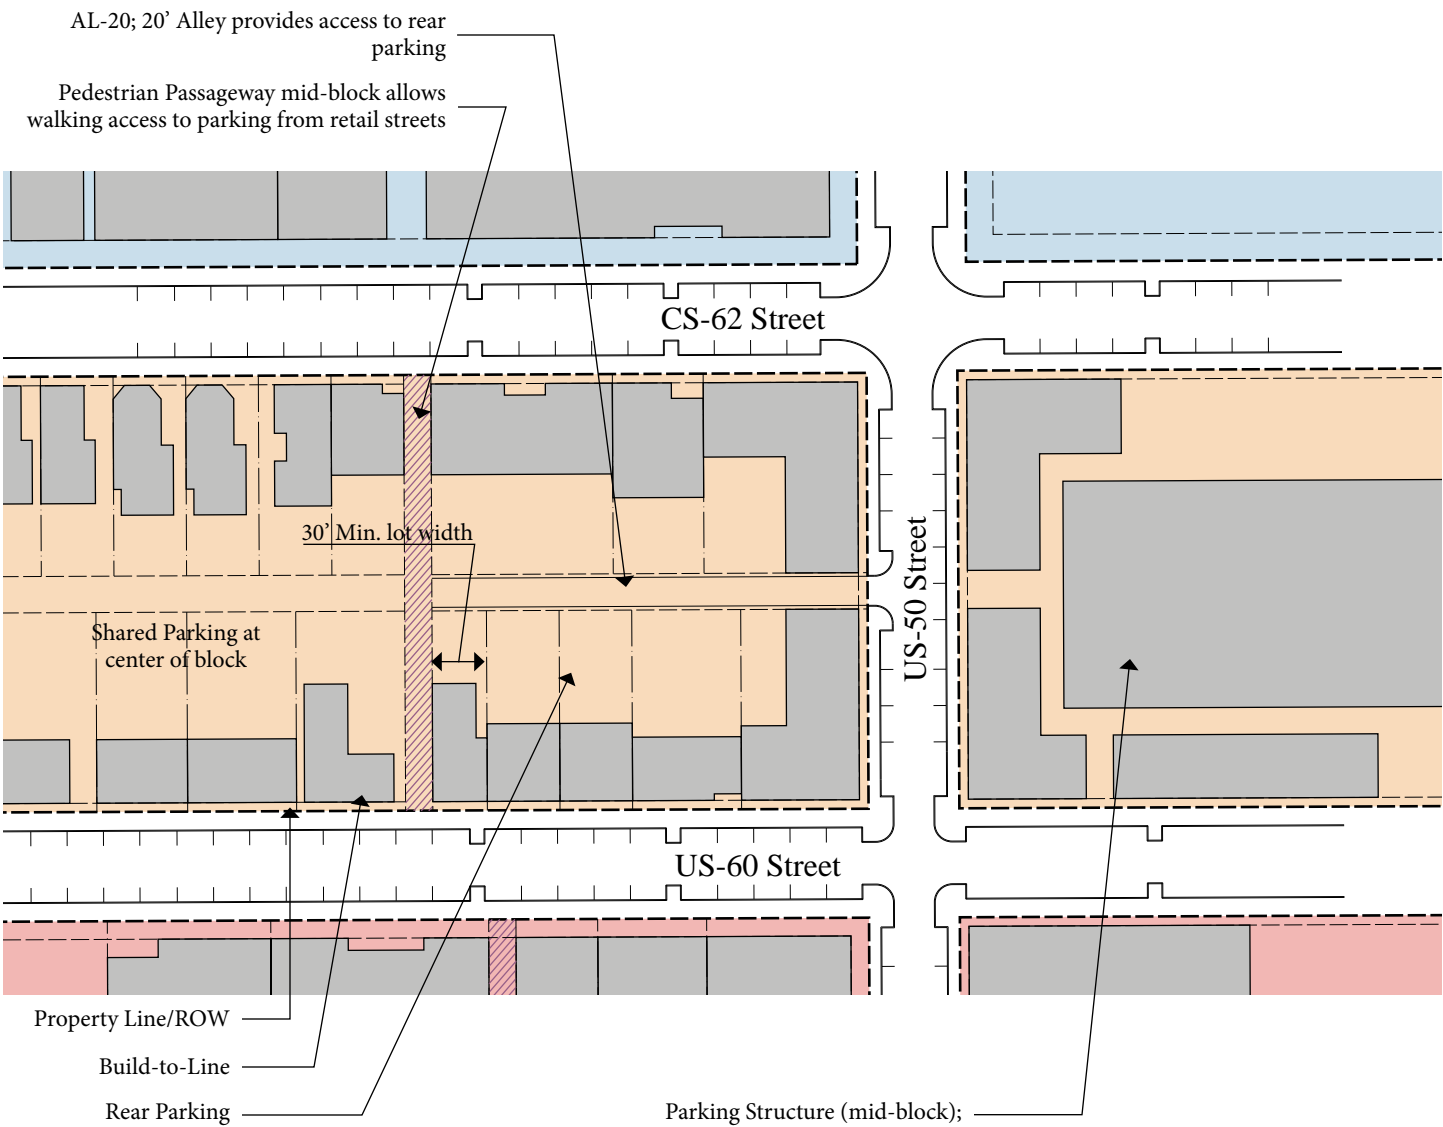 AL-20; 20’ Alley provides access to rear
parking
Pedestrian Passageway mid-block allows
walking access to parking from retail streets
CS-62 Street
30’ Min. lot width
US-50 Street
Shared Parking at
center of block
US-60 Street
Property Line/ROW
Build-to-Line
Rear Parking
Parking Structure (mid-block);